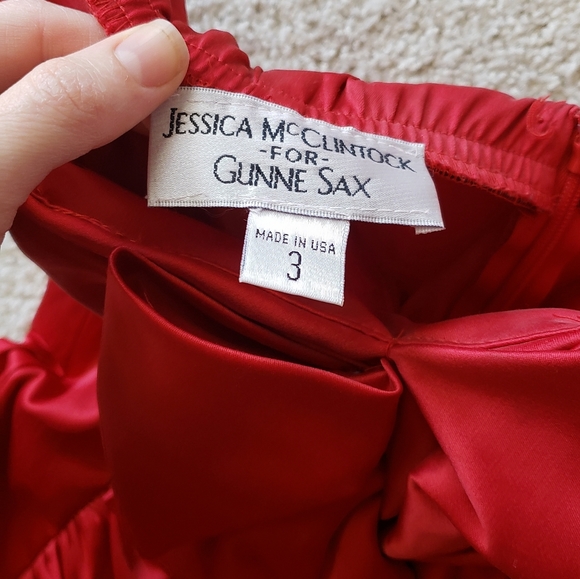 JESSICA MCCLINTOCK
-FOR-
GUNNE SAX
MADE IN USA
3